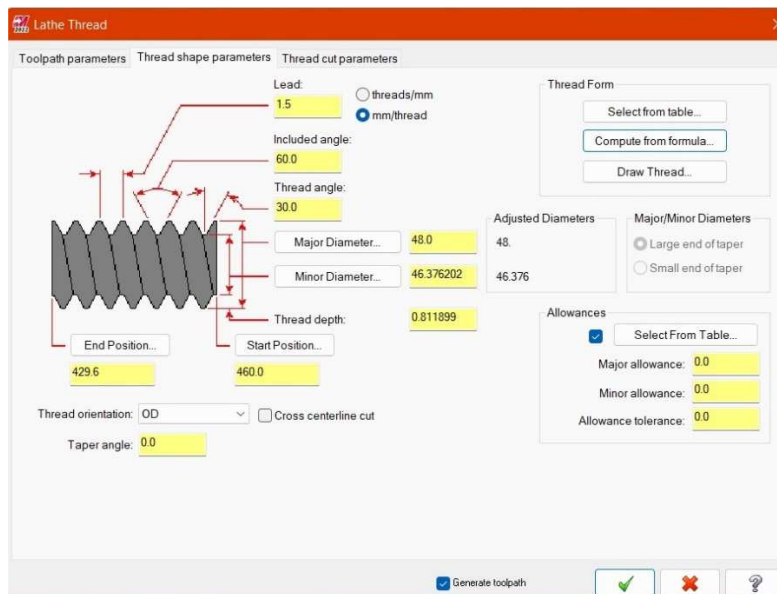 Lathe Thread
Toolpath parameters Thread shape parameters Thread cut parameters
Lead:
1.5
threads/mm
mm/thread
Included angle:
60.0
Thread angle:
30.0
Major Diameter... 48.0
Minor Diameter... 46.376202
Thread depth: 0.811899
Adjusted Diameters
48.
46.376
End Position... Start Position...
429.6 460.0
Thread orientation: OD Cross centerline cut
Taper angle: 0.0
Thread Form
Select from table...
Compute from formula...
Draw Thread...
Major/Minor Diameters
Large end of taper
Small end of taper
Allowances
Select From Table...
Major allowance: 0.0
Minor allowance: 0.0
Allowance tolerance: 0.0
Generate toolpath
?